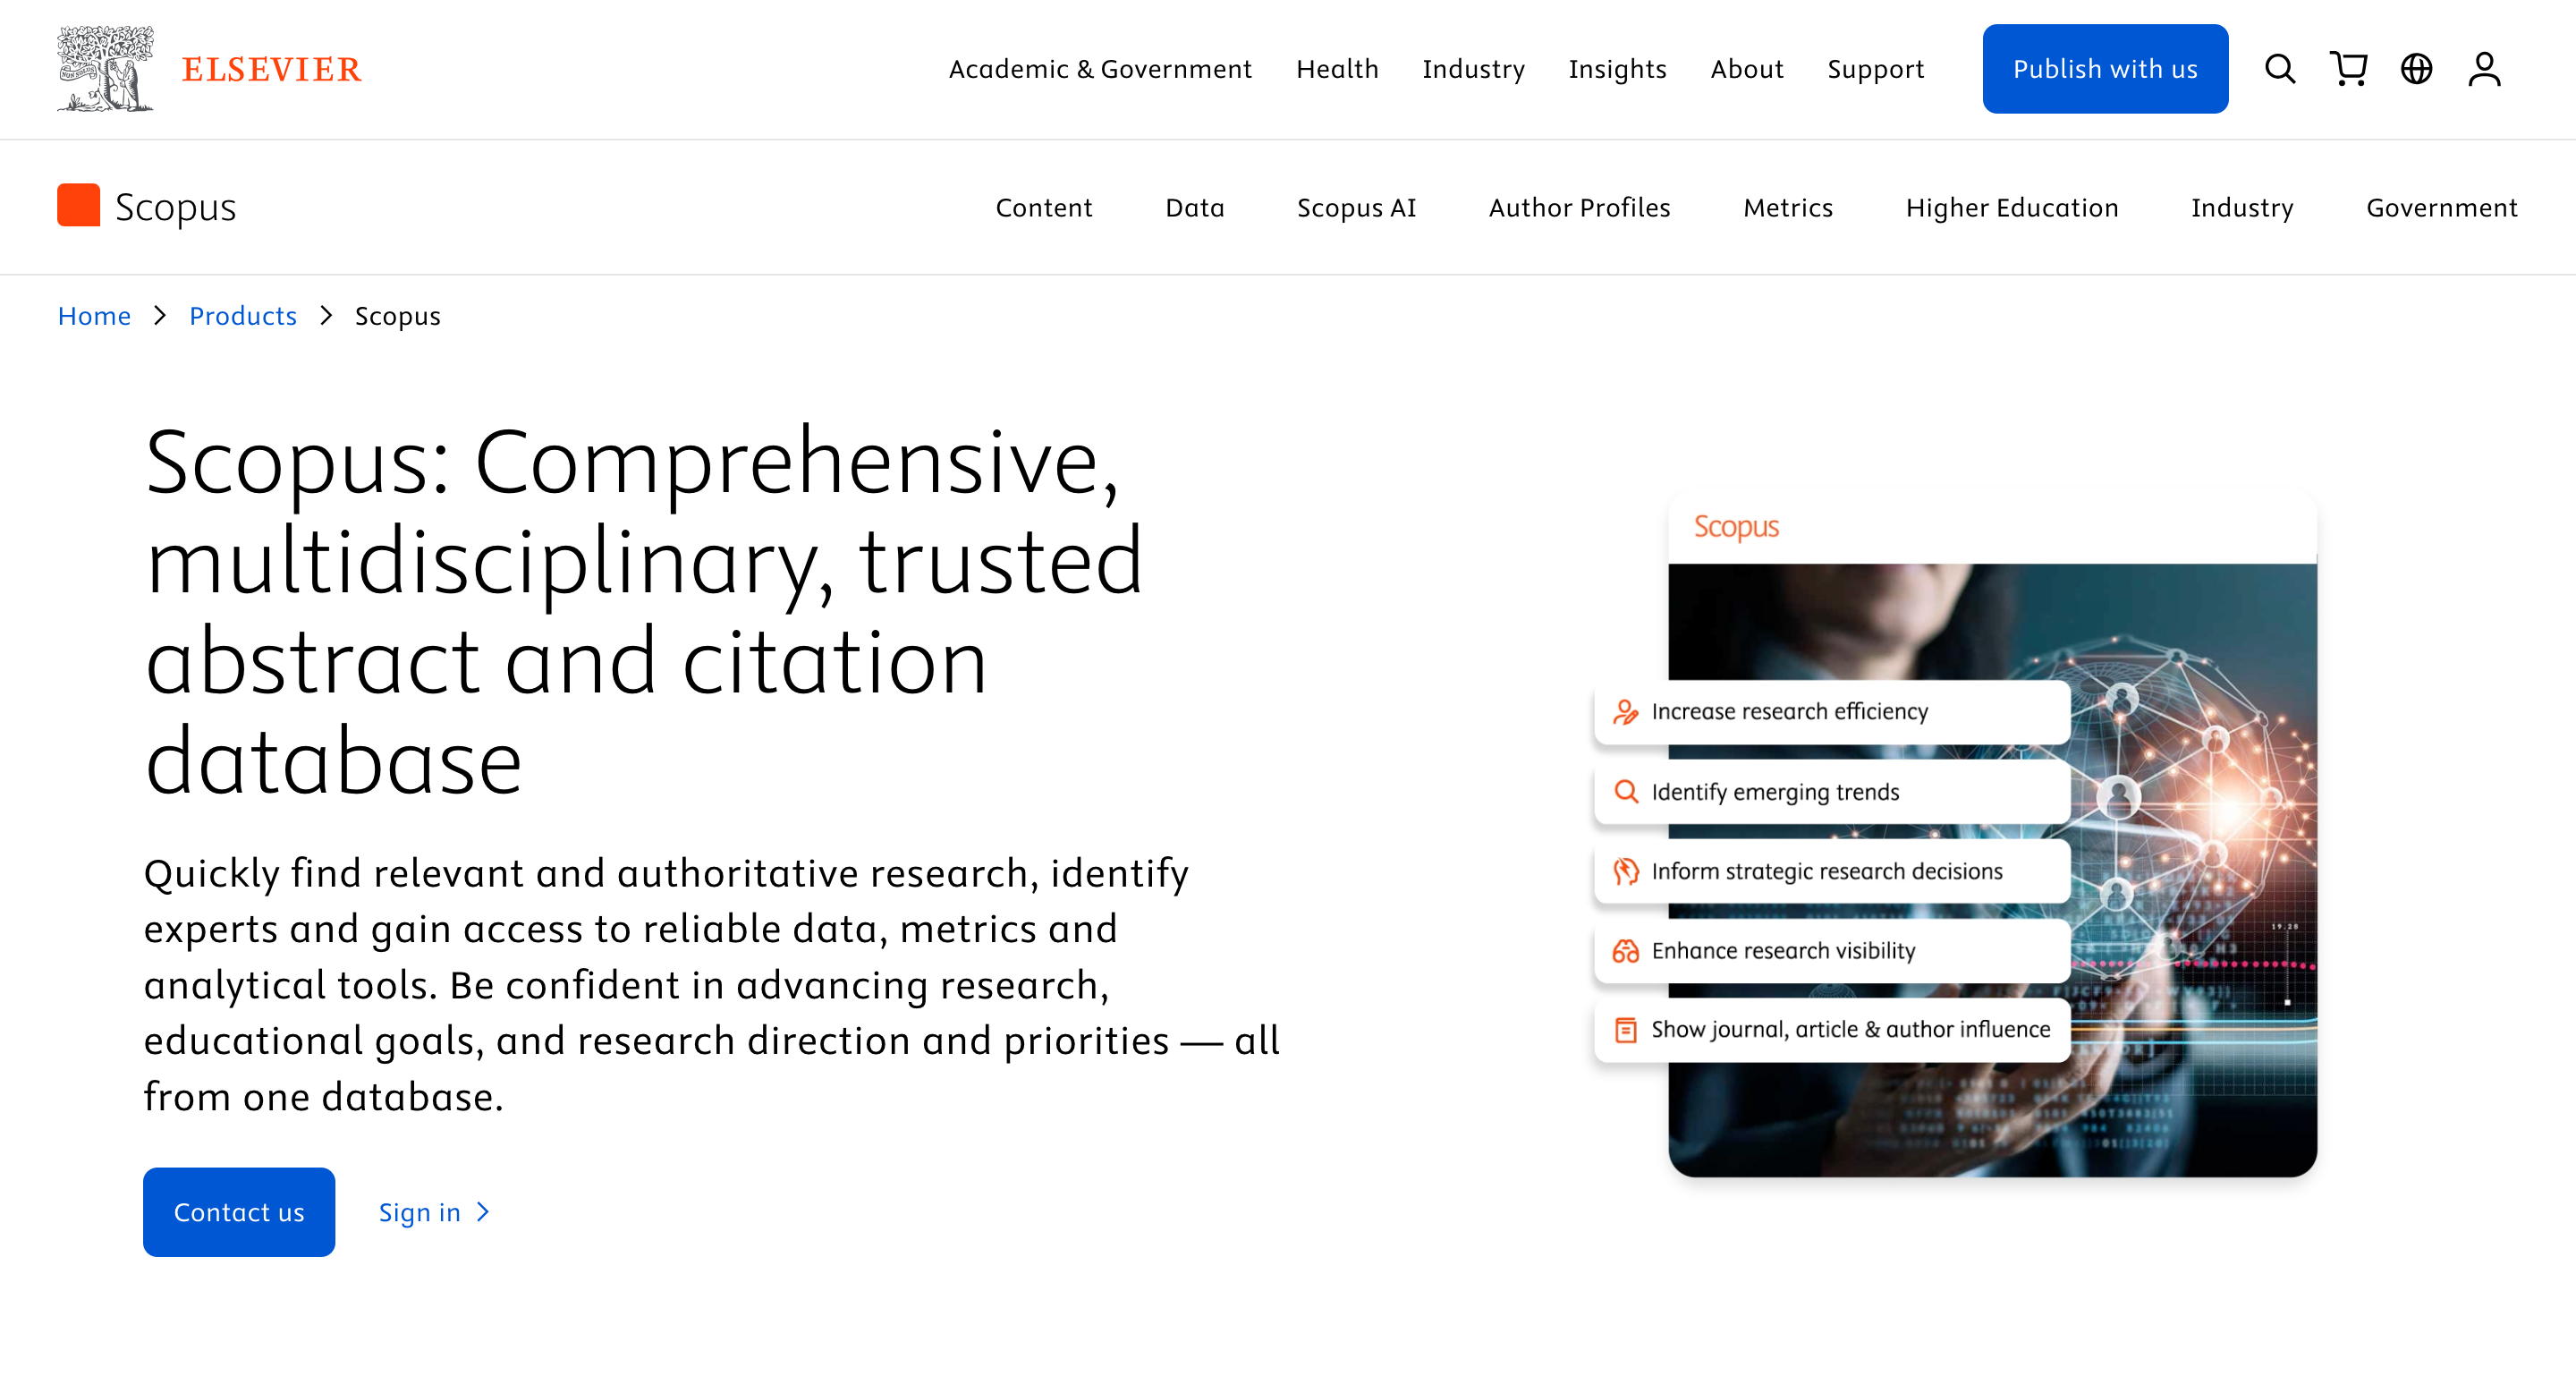 ELSEVIER
Academic & Government
Health
Industry
Insights
About
Support
Publish with us
Scopus
Content
Data
Scopus AI
Author Profiles
Metrics
Higher Education
Industry
Government
Home
Products
Scopus
Scopus: Comprehensive,
multidisciplinary, trusted
abstract and citation
database
Quickly find relevant and authoritative research, identify
experts and gain access to reliable data, metrics and
analytical tools. Be confident in advancing research,
educational goals, and research direction and priorities — all
from one database.
Contact us
Sign in
Scopus
Increase research efficiency
Identify emerging trends
Inform strategic research decisions
Enhance research visibility
Show journal, article & author influence
19.28